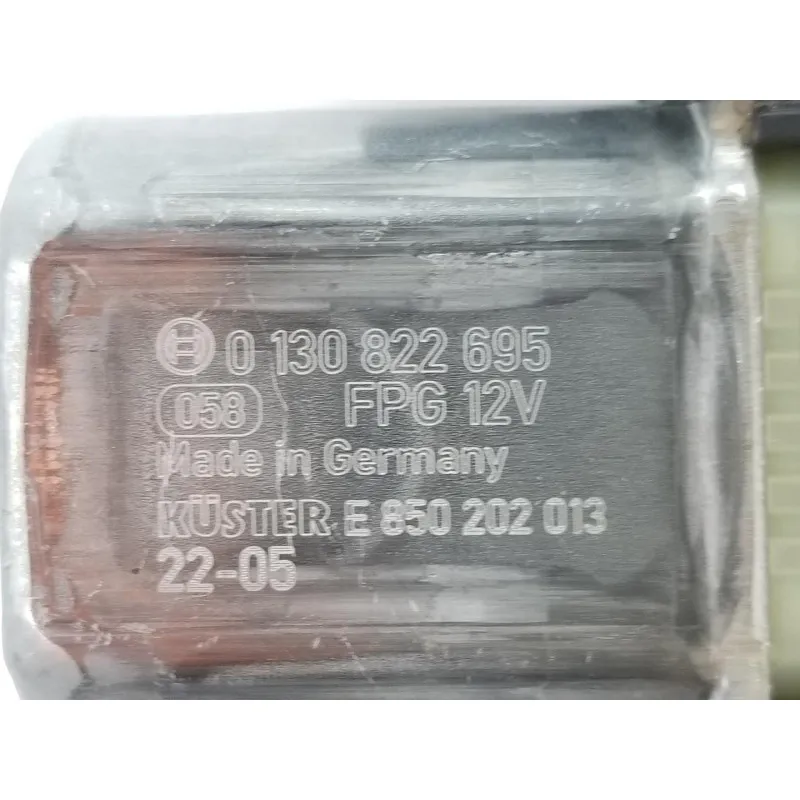 0 130 822 695
058 FPG 12V
Made in Germany
KÜSTER E 850 202 013
22-05